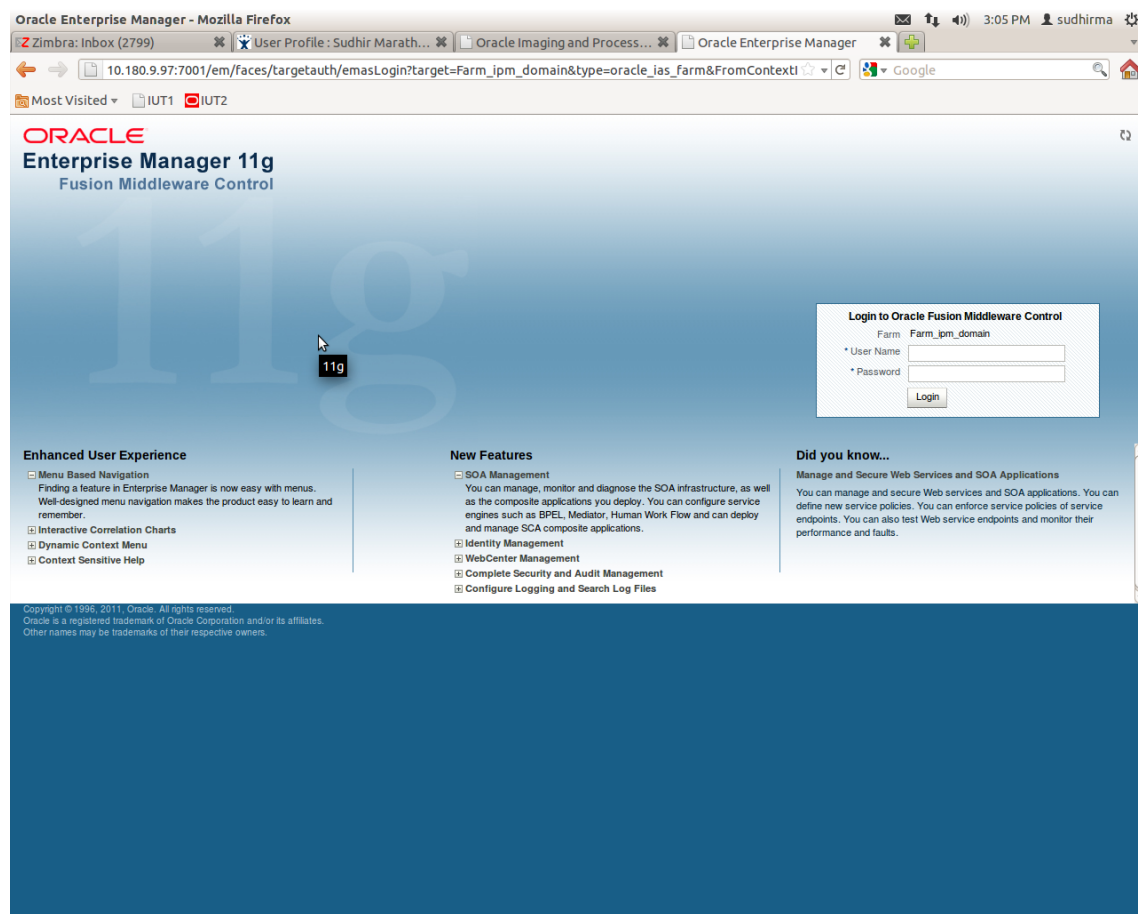 Oracle Enterprise Manager - Mozilla Firefox
3:05 PM sudhirma
Zimbra: Inbox (2799)
User Profile : Sudhir Marath...
Oracle Imaging and Process...
Oracle Enterprise Manager
10.180.9.97:7001/em/faces/targetauth/emasLogin?target=Farm_ipm_domain&type=oracle_ias_farm&FromContextI
Google
Most Visited
IUT1
IUT2
ORACLE
Enterprise Manager 11g
Fusion Middleware Control
11g
11g
Login to Oracle Fusion Middleware Control
Farm Farm_ipm_domain
* User Name
* Password
Login
Enhanced User Experience
Menu Based Navigation
Finding a feature in Enterprise Manager is now easy with menus.
Well-designed menu navigation makes the product easy to learn and
remember.
Interactive Correlation Charts
Dynamic Context Menu
Context Sensitive Help
New Features
SOA Management
You can manage, monitor and diagnose the SOA infrastructure, as well
as the composite applications you deploy. You can configure service
engines such as BPEL, Mediator, Human Work Flow and can deploy
and manage SCA composite applications.
Identity Management
WebCenter Management
Complete Security and Audit Management
Configure Logging and Search Log Files
Did you know...
Manage and Secure Web Services and SOA Applications
You can manage and secure Web services and SOA applications. You can
define new service policies. You can enforce service policies of service
endpoints. You can also test Web service endpoints and monitor their
performance and faults.
Copyright © 1996, 2011, Oracle. All rights reserved.
Oracle is a registered trademark of Oracle Corporation and/or its affiliates.
Other names may be trademarks of their respective owners.